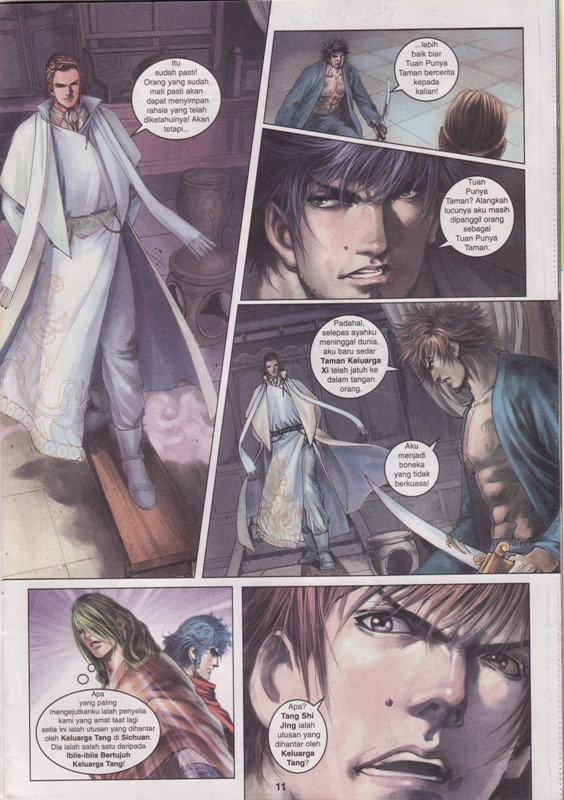 Itu
sudah pasti!
Orang yang sudah
mati pasti akan
dapat menyimpan
rahsia yang telah
diketahuinya! Akan
tetapi...
...lebih
baik biar
Tuan Punya
Taman bercerita
kepada
kalian!
Tuan
Punya
Taman? Alangkah
lucunya aku masih
dipanggil orang
sebagai
Tuan Punya
Taman.
Padahal,
selepas ayahku
meninggal dunia,
aku baru sedar
Taman Keluarga
Xi telah jatuh ke
dalam tangan
orang.
Aku
menjadi
boneka
yang tidak
berkuasa!
Apa
yang paling
mengejutkanku ialah penyelia
kami yang amat taat lagi
setia ini ialah utusan yang dihantar
oleh Keluarga Tang di Sichuan.
Dia ialah salah satu daripada
Iblis-iblis Bertujuh
Keluarga Tang!
Apa?
Tang Shi
Jing ialah
utusan yang
dihantar oleh
Keluarga
Tang?
11